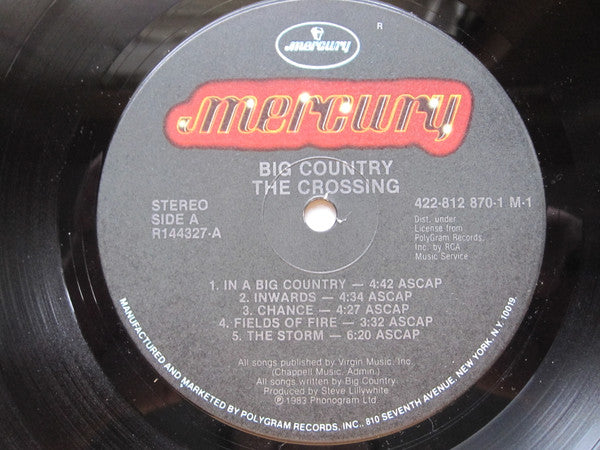 mercury
R
mercury
BIG COUNTRY
THE CROSSING
STEREO
SIDE A
R144327-A
422-812 870-1 M-1
Dist. under
License from
PolyGram Records,
Inc. by RCA
Music Service
1. IN A BIG COUNTRY — 4:42 ASCAP
2. INWARDS — 4:34 ASCAP
3. CHANCE — 4:27 ASCAP
4. FIELDS OF FIRE — 3:32 ASCAP
5. THE STORM — 6:20 ASCAP
All songs published by Virgin Music, Inc.
(Chappell Music, Admin.)
All songs written by Big Country.
Produced by Steve Lillywhite
℗ 1983 Phonogram Ltd.
MANUFACTURED AND MARKETED BY POLYGRAM RECORDS, INC., 810 SEVENTH AVENUE, NEW YORK, N.Y. 10019.